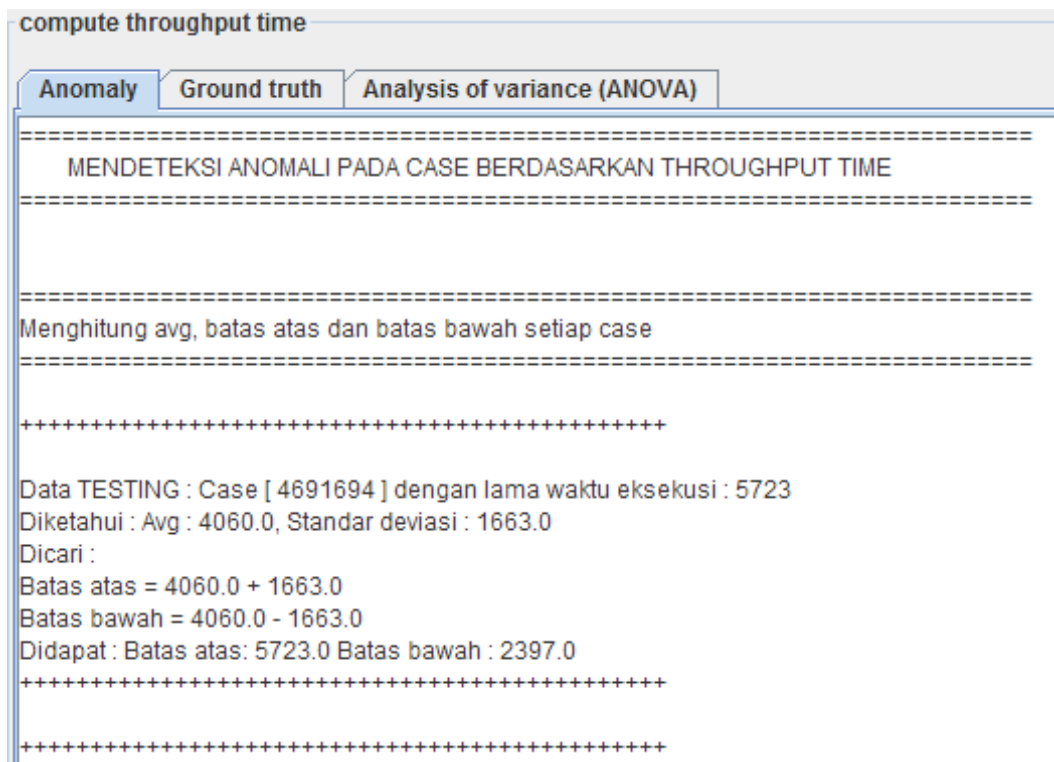 compute throughput time
Anomaly Ground truth Analysis of variance (ANOVA)
========================================================================
MENDETEKSI ANOMALI PADA CASE BERDASARKAN THROUGHPUT TIME
========================================================================
========================================================================
Menghitung avg, batas atas dan batas bawah setiap case
========================================================================
++++++++++++++++++++++++++++++++++++++++++++++
Data TESTING : Case [ 4691694 ] dengan lama waktu eksekusi : 5723
Diketahui : Avg : 4060.0, Standar deviasi : 1663.0
Dicari :
Batas atas = 4060.0 + 1663.0
Batas bawah = 4060.0 - 1663.0
Didapat : Batas atas: 5723.0 Batas bawah : 2397.0
++++++++++++++++++++++++++++++++++++++++++++++
++++++++++++++++++++++++++++++++++++++++++++++